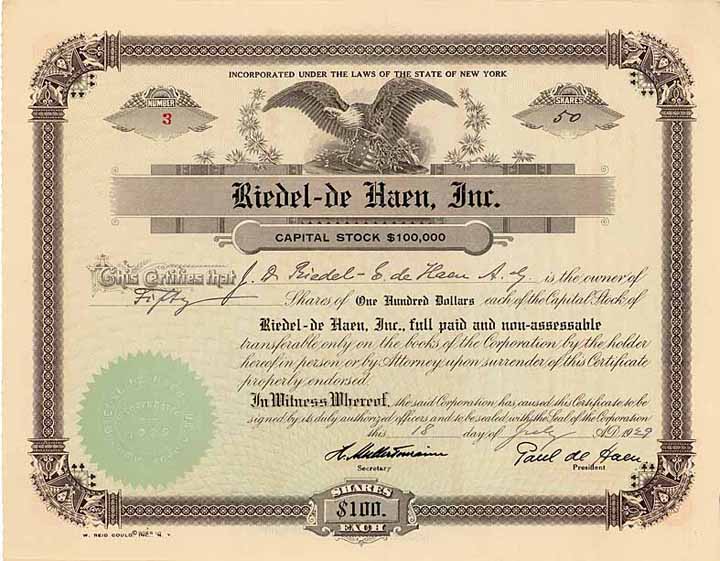 INCORPORATED UNDER THE LAWS OF THE STATE OF NEW YORK
NUMBER
3
SHARES
50
Riedel-de Haen, Inc.
CAPITAL STOCK $100,000
This Certifies that J. D. Riedel - E. de Haen A. G. is the owner of
Fifty Shares of One Hundred Dollars each of the Capital Stock of
Riedel-de Haen, Inc., full paid and non-assessable
transferable only on the books of the Corporation by the holder
hereof in person or by Attorney upon surrender of this Certificate
properly endorsed.
In Witness Whereof, the said Corporation has caused this Certificate to be
signed by its duly authorized officers and to be sealed with the Seal of the Corporation
this 18 day of July A.D. 1929
Paul de Haen
Secretary
President
SHARES
$100.
EACH
W. REID GOULD, INC. N. Y.